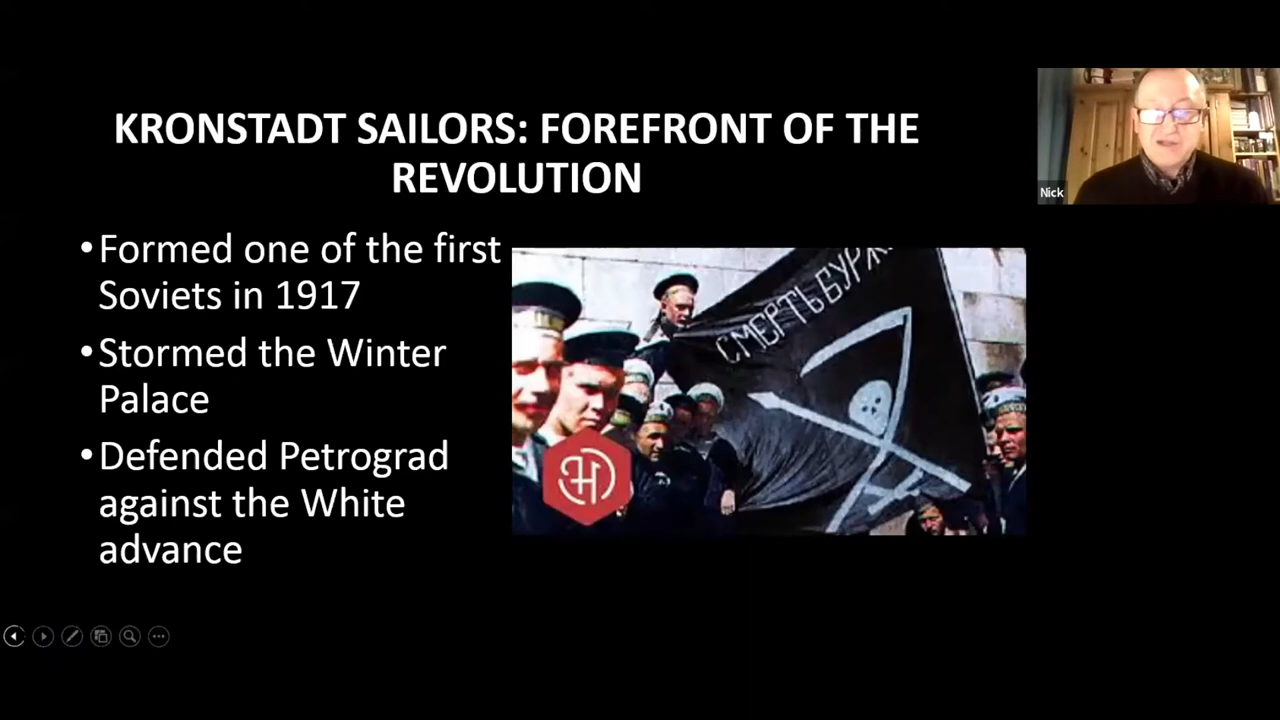 KRONSTADT SAILORS: FOREFRONT OF THE
REVOLUTION
•Formed one of the first
Soviets in 1917
•Stormed the Winter
Palace
•Defended Petrograd
against the White
advance
СМЕРТЬ БУРЖ
Nick